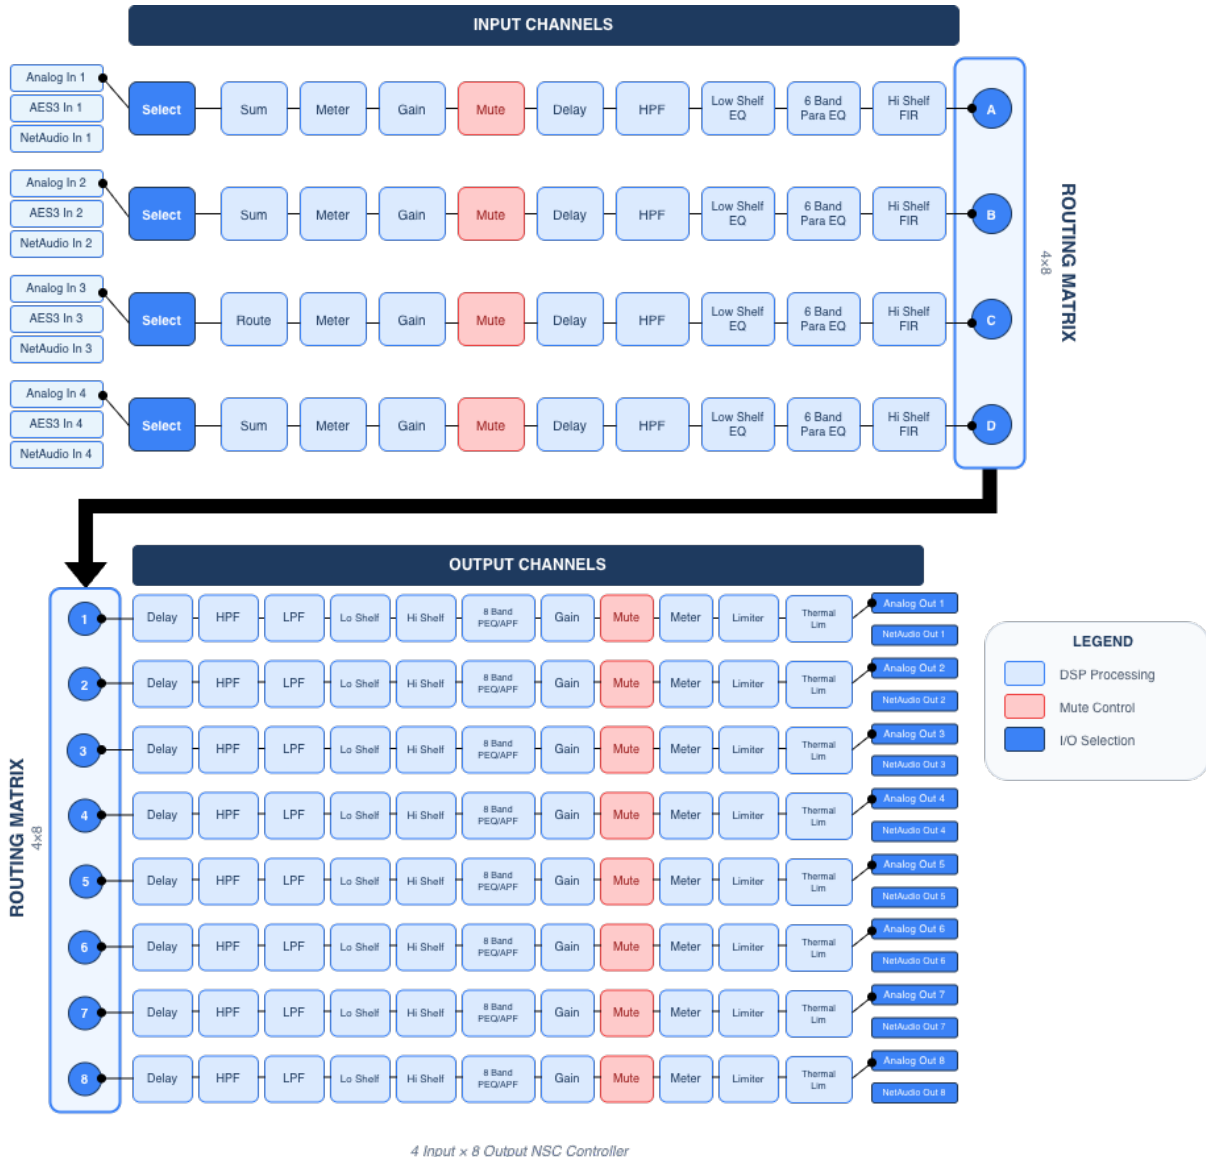 INPUT CHANNELS
Analog In 1
AES3 In 1
NetAudio In 1
Select
Sum
Meter
Gain
Mute
Delay
HPF
Low Shelf
EQ
6 Band
Para EQ
Hi Shelf
FIR
A
Analog In 2
AES3 In 2
NetAudio In 2
Select
Sum
Meter
Gain
Mute
Delay
HPF
Low Shelf
EQ
6 Band
Para EQ
Hi Shelf
FIR
B
Analog In 3
AES3 In 3
NetAudio In 3
Select
Route
Meter
Gain
Mute
Delay
HPF
Low Shelf
EQ
6 Band
Para EQ
Hi Shelf
FIR
C
Analog In 4
AES3 In 4
NetAudio In 4
Select
Sum
Meter
Gain
Mute
Delay
HPF
Low Shelf
EQ
6 Band
Para EQ
Hi Shelf
FIR
D
ROUTING MATRIX
4×8
OUTPUT CHANNELS
ROUTING MATRIX
4×8
1
Delay
HPF
LPF
Lo Shelf
Hi Shelf
8 Band
PEQ/APF
Gain
Mute
Meter
Limiter
Thermal
Lim
Analog Out 1
NetAudio Out 1
2
Delay
HPF
LPF
Lo Shelf
Hi Shelf
8 Band
PEQ/APF
Gain
Mute
Meter
Limiter
Thermal
Lim
Analog Out 2
NetAudio Out 2
3
Delay
HPF
LPF
Lo Shelf
Hi Shelf
8 Band
PEQ/APF
Gain
Mute
Meter
Limiter
Thermal
Lim
Analog Out 3
NetAudio Out 3
4
Delay
HPF
LPF
Lo Shelf
Hi Shelf
8 Band
PEQ/APF
Gain
Mute
Meter
Limiter
Thermal
Lim
Analog Out 4
NetAudio Out 4
5
Delay
HPF
LPF
Lo Shelf
Hi Shelf
8 Band
PEQ/APF
Gain
Mute
Meter
Limiter
Thermal
Lim
Analog Out 5
NetAudio Out 5
6
Delay
HPF
LPF
Lo Shelf
Hi Shelf
8 Band
PEQ/APF
Gain
Mute
Meter
Limiter
Thermal
Lim
Analog Out 6
NetAudio Out 6
7
Delay
HPF
LPF
Lo Shelf
Hi Shelf
8 Band
PEQ/APF
Gain
Mute
Meter
Limiter
Thermal
Lim
Analog Out 7
NetAudio Out 7
8
Delay
HPF
LPF
Lo Shelf
Hi Shelf
8 Band
PEQ/APF
Gain
Mute
Meter
Limiter
Thermal
Lim
Analog Out 8
NetAudio Out 8
LEGEND
DSP Processing
Mute Control
I/O Selection
4 Input × 8 Output NSC Controller